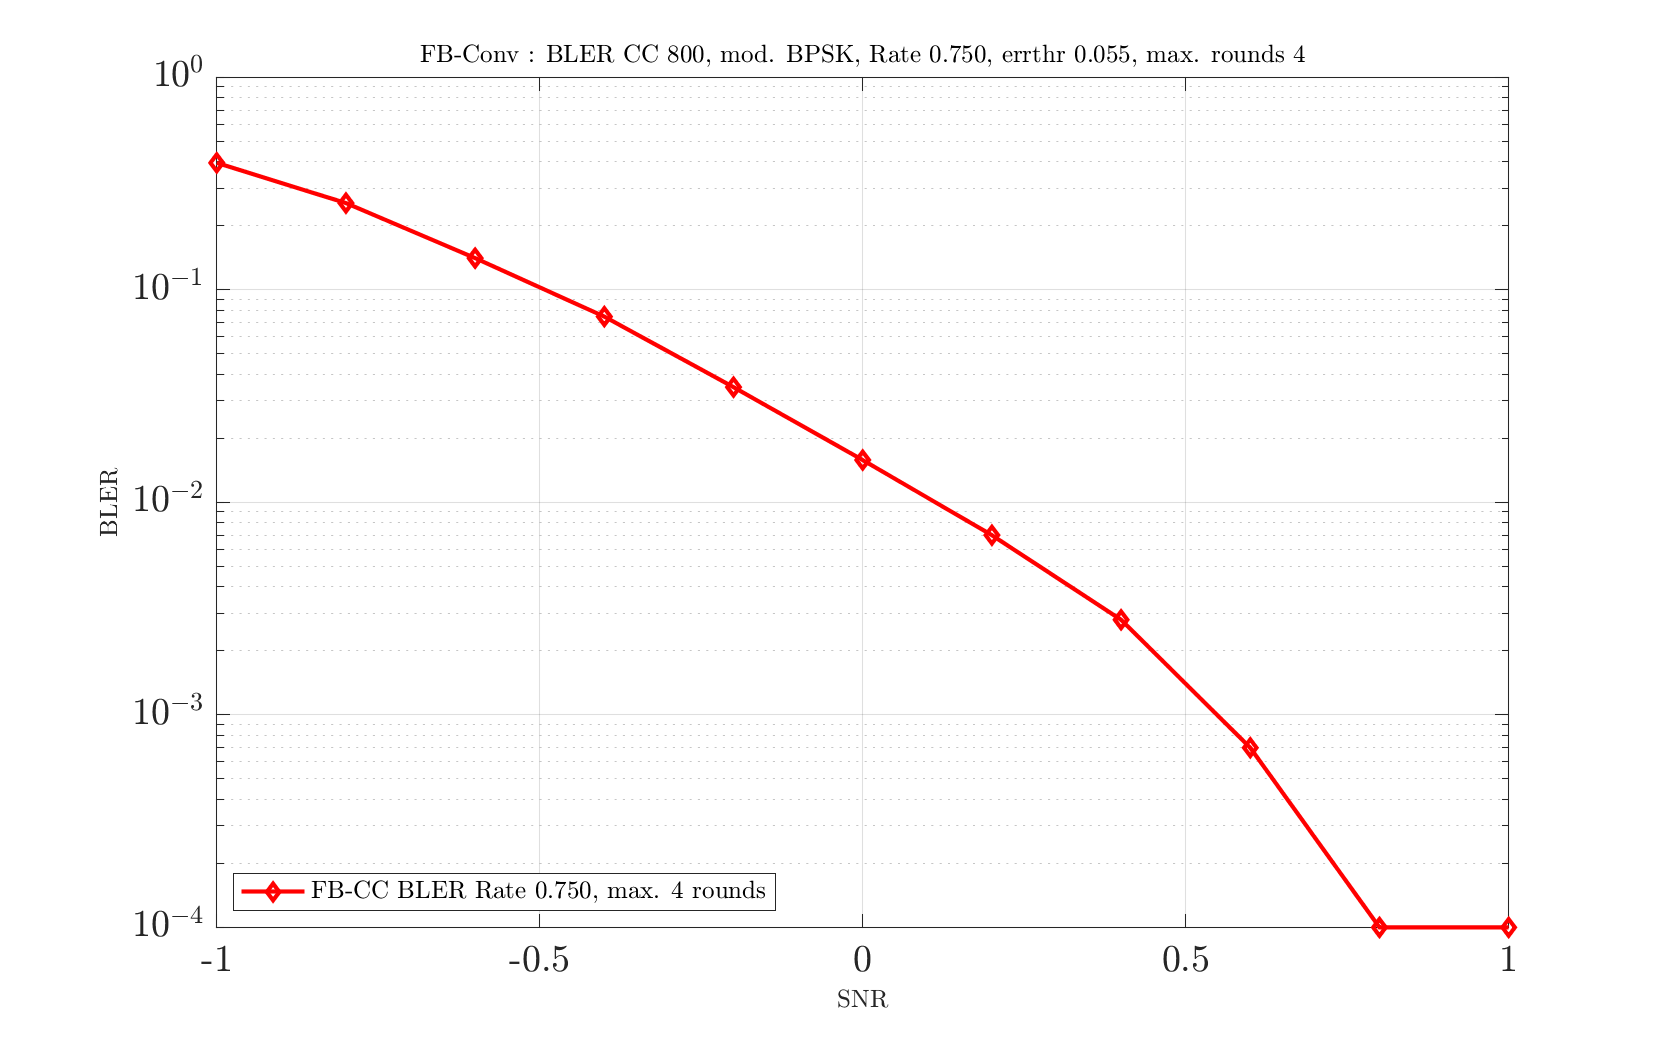 FB-Conv : BLER CC 800, mod. BPSK, Rate 0.750, errthr 0.055, max. rounds 4
10^0
10^-1
10^-2
10^-3
10^-4
BLER
FB-CC BLER Rate 0.750, max. 4 rounds
-1 -0.5 0 0.5 1
SNR